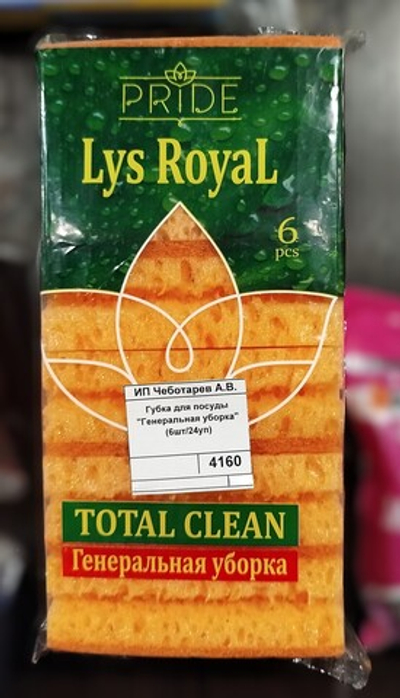 PRIDE
Lys RoyaL
6
pcs
ИП Чеботарев А.В.
Губка для посуды
"Генеральная уборка"
(6шт/24уп)
4160
TOTAL CLEAN
Генеральная уборка